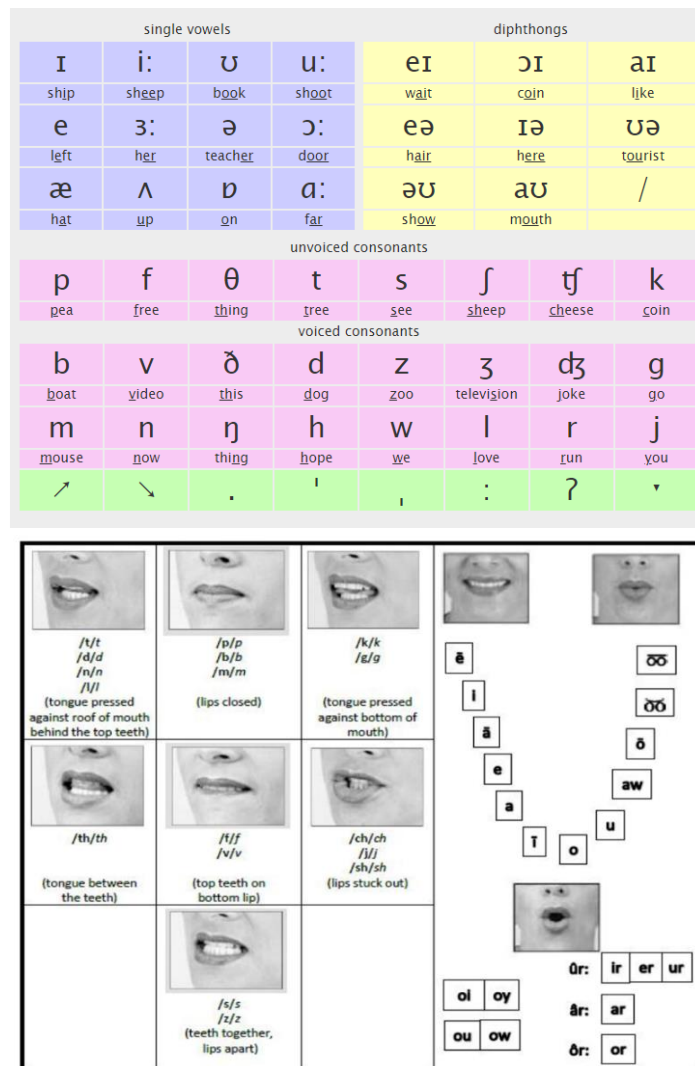 single vowels diphthongs
ɪ iː ʊ uː eɪ ɔɪ aɪ
ship sheep book shoot wait coin like
e ɜː ə ɔː eə ɪə ʊə
left her teacher door hair here tourist
æ ʌ ɒ ɑː əʊ aʊ /
hat up on far show mouth
unvoiced consonants
p f θ t s ʃ ʧ k
pea free thing tree see sheep cheese coin
voiced consonants
b v ð d z ʒ ʤ g
boat video this dog zoo television joke go
m n ŋ h w l r j
mouse now thing hope we love run you
↗ ↘ . ˈ ˌ : ʔ ▾
/t/t
/d/d
/n/n
/l/l
(tongue pressed
against roof of mouth
behind the top teeth)
/p/p
/b/b
/m/m
(lips closed)
/k/k
/g/g
(tongue pressed
against bottom of
mouth)
/th/th
(tongue between
the teeth)
/f/f
/v/v
(top teeth on
bottom lip)
/ch/ch
/j/j
/sh/sh
(lips stuck out)
/s/s
/z/z
(teeth together,
lips apart)
ē
i
ā
e
a
ī
o
u
aw
ō
o͝o
o͞o
oi oy
ou ow
ûr: ir er ur
âr: ar
ôr: or